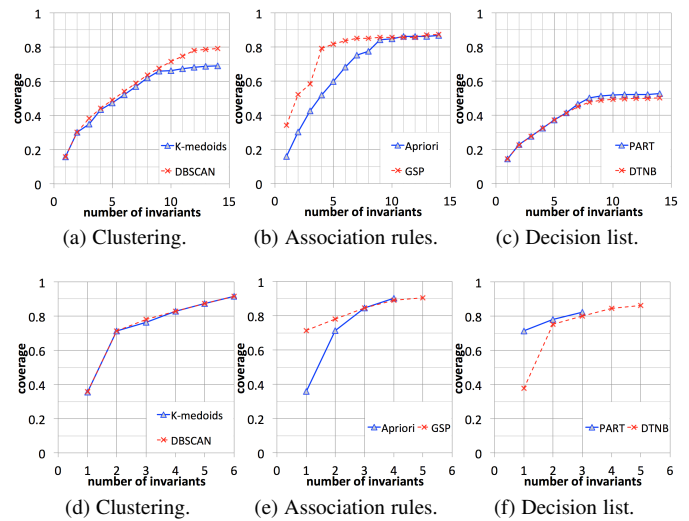 1
0.8
0.6
0.4
0.2
0
coverage
K-medoids
DBSCAN
0 5 10 15
number of invariants
(a) Clustering.
1
0.8
0.6
0.4
0.2
0
coverage
Apriori
GSP
0 5 10 15
number of invariants
(b) Association rules.
1
0.8
0.6
0.4
0.2
0
coverage
PART
DTNB
0 5 10 15
number of invariants
(c) Decision list.
1
0.8
0.6
0.4
0.2
0
coverage
K-medoids
DBSCAN
0 1 2 3 4 5 6
number of invariants
(d) Clustering.
1
0.8
0.6
0.4
0.2
0
coverage
Apriori GSP
0 1 2 3 4 5 6
number of invariants
(e) Association rules.
1
0.8
0.6
0.4
0.2
0
coverage
PART DTNB
0 1 2 3 4 5 6
number of invariants
(f) Decision list.